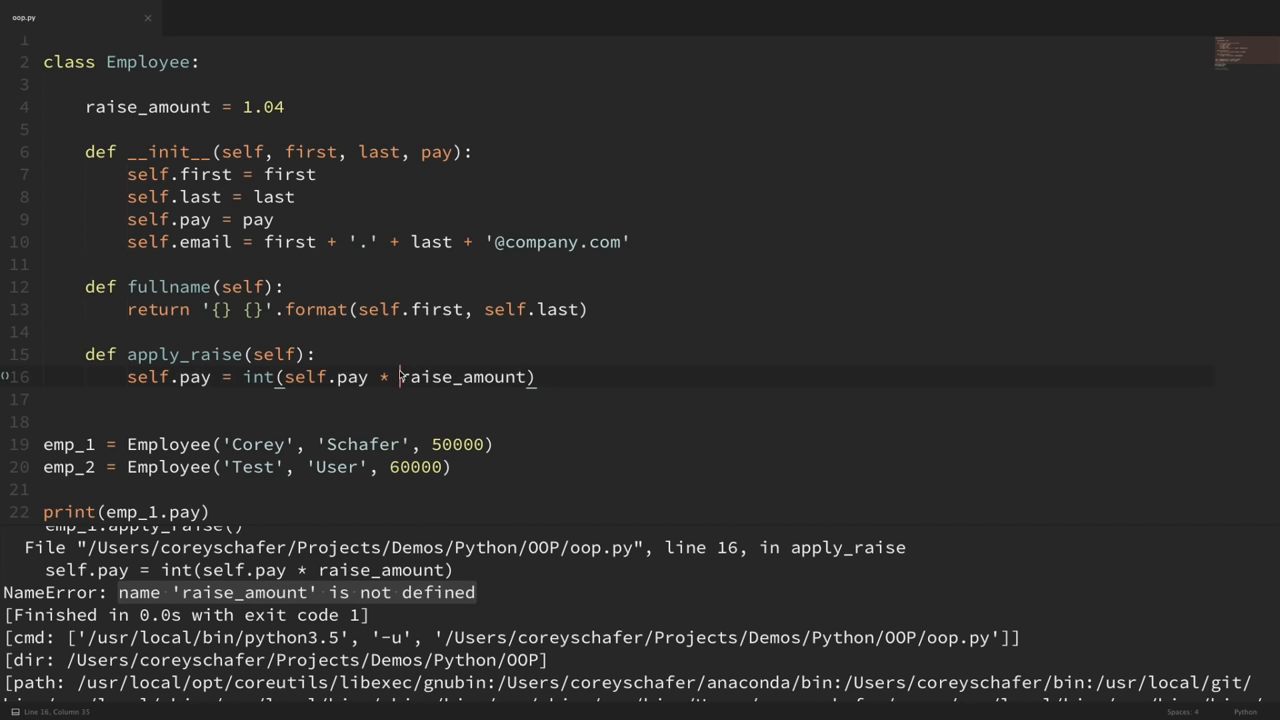 oop.py ×
1
2 class Employee:
3
4 raise_amount = 1.04
5
6 def __init__(self, first, last, pay):
7 self.first = first
8 self.last = last
9 self.pay = pay
10 self.email = first + '.' + last + '@company.com'
11
12 def fullname(self):
13 return '{} {}'.format(self.first, self.last)
14
15 def apply_raise(self):
16 self.pay = int(self.pay * raise_amount)
17
18
19 emp_1 = Employee('Corey', 'Schafer', 50000)
20 emp_2 = Employee('Test', 'User', 60000)
21
22 print(emp_1.pay)
emp_1.apply_raise()
File "/Users/coreyschafer/Projects/Demos/Python/OOP/oop.py", line 16, in apply_raise
self.pay = int(self.pay * raise_amount)
NameError: name 'raise_amount' is not defined
[Finished in 0.0s with exit code 1]
[cmd: ['/usr/local/bin/python3.5', '-u', '/Users/coreyschafer/Projects/Demos/Python/OOP/oop.py']]
[dir: /Users/coreyschafer/Projects/Demos/Python/OOP]
[path: /usr/local/opt/coreutils/libexec/gnubin:/Users/coreyschafer/anaconda/bin:/Users/coreyschafer/bin:/usr/local/git/
Line 16, Column 35 Spaces: 4 Python